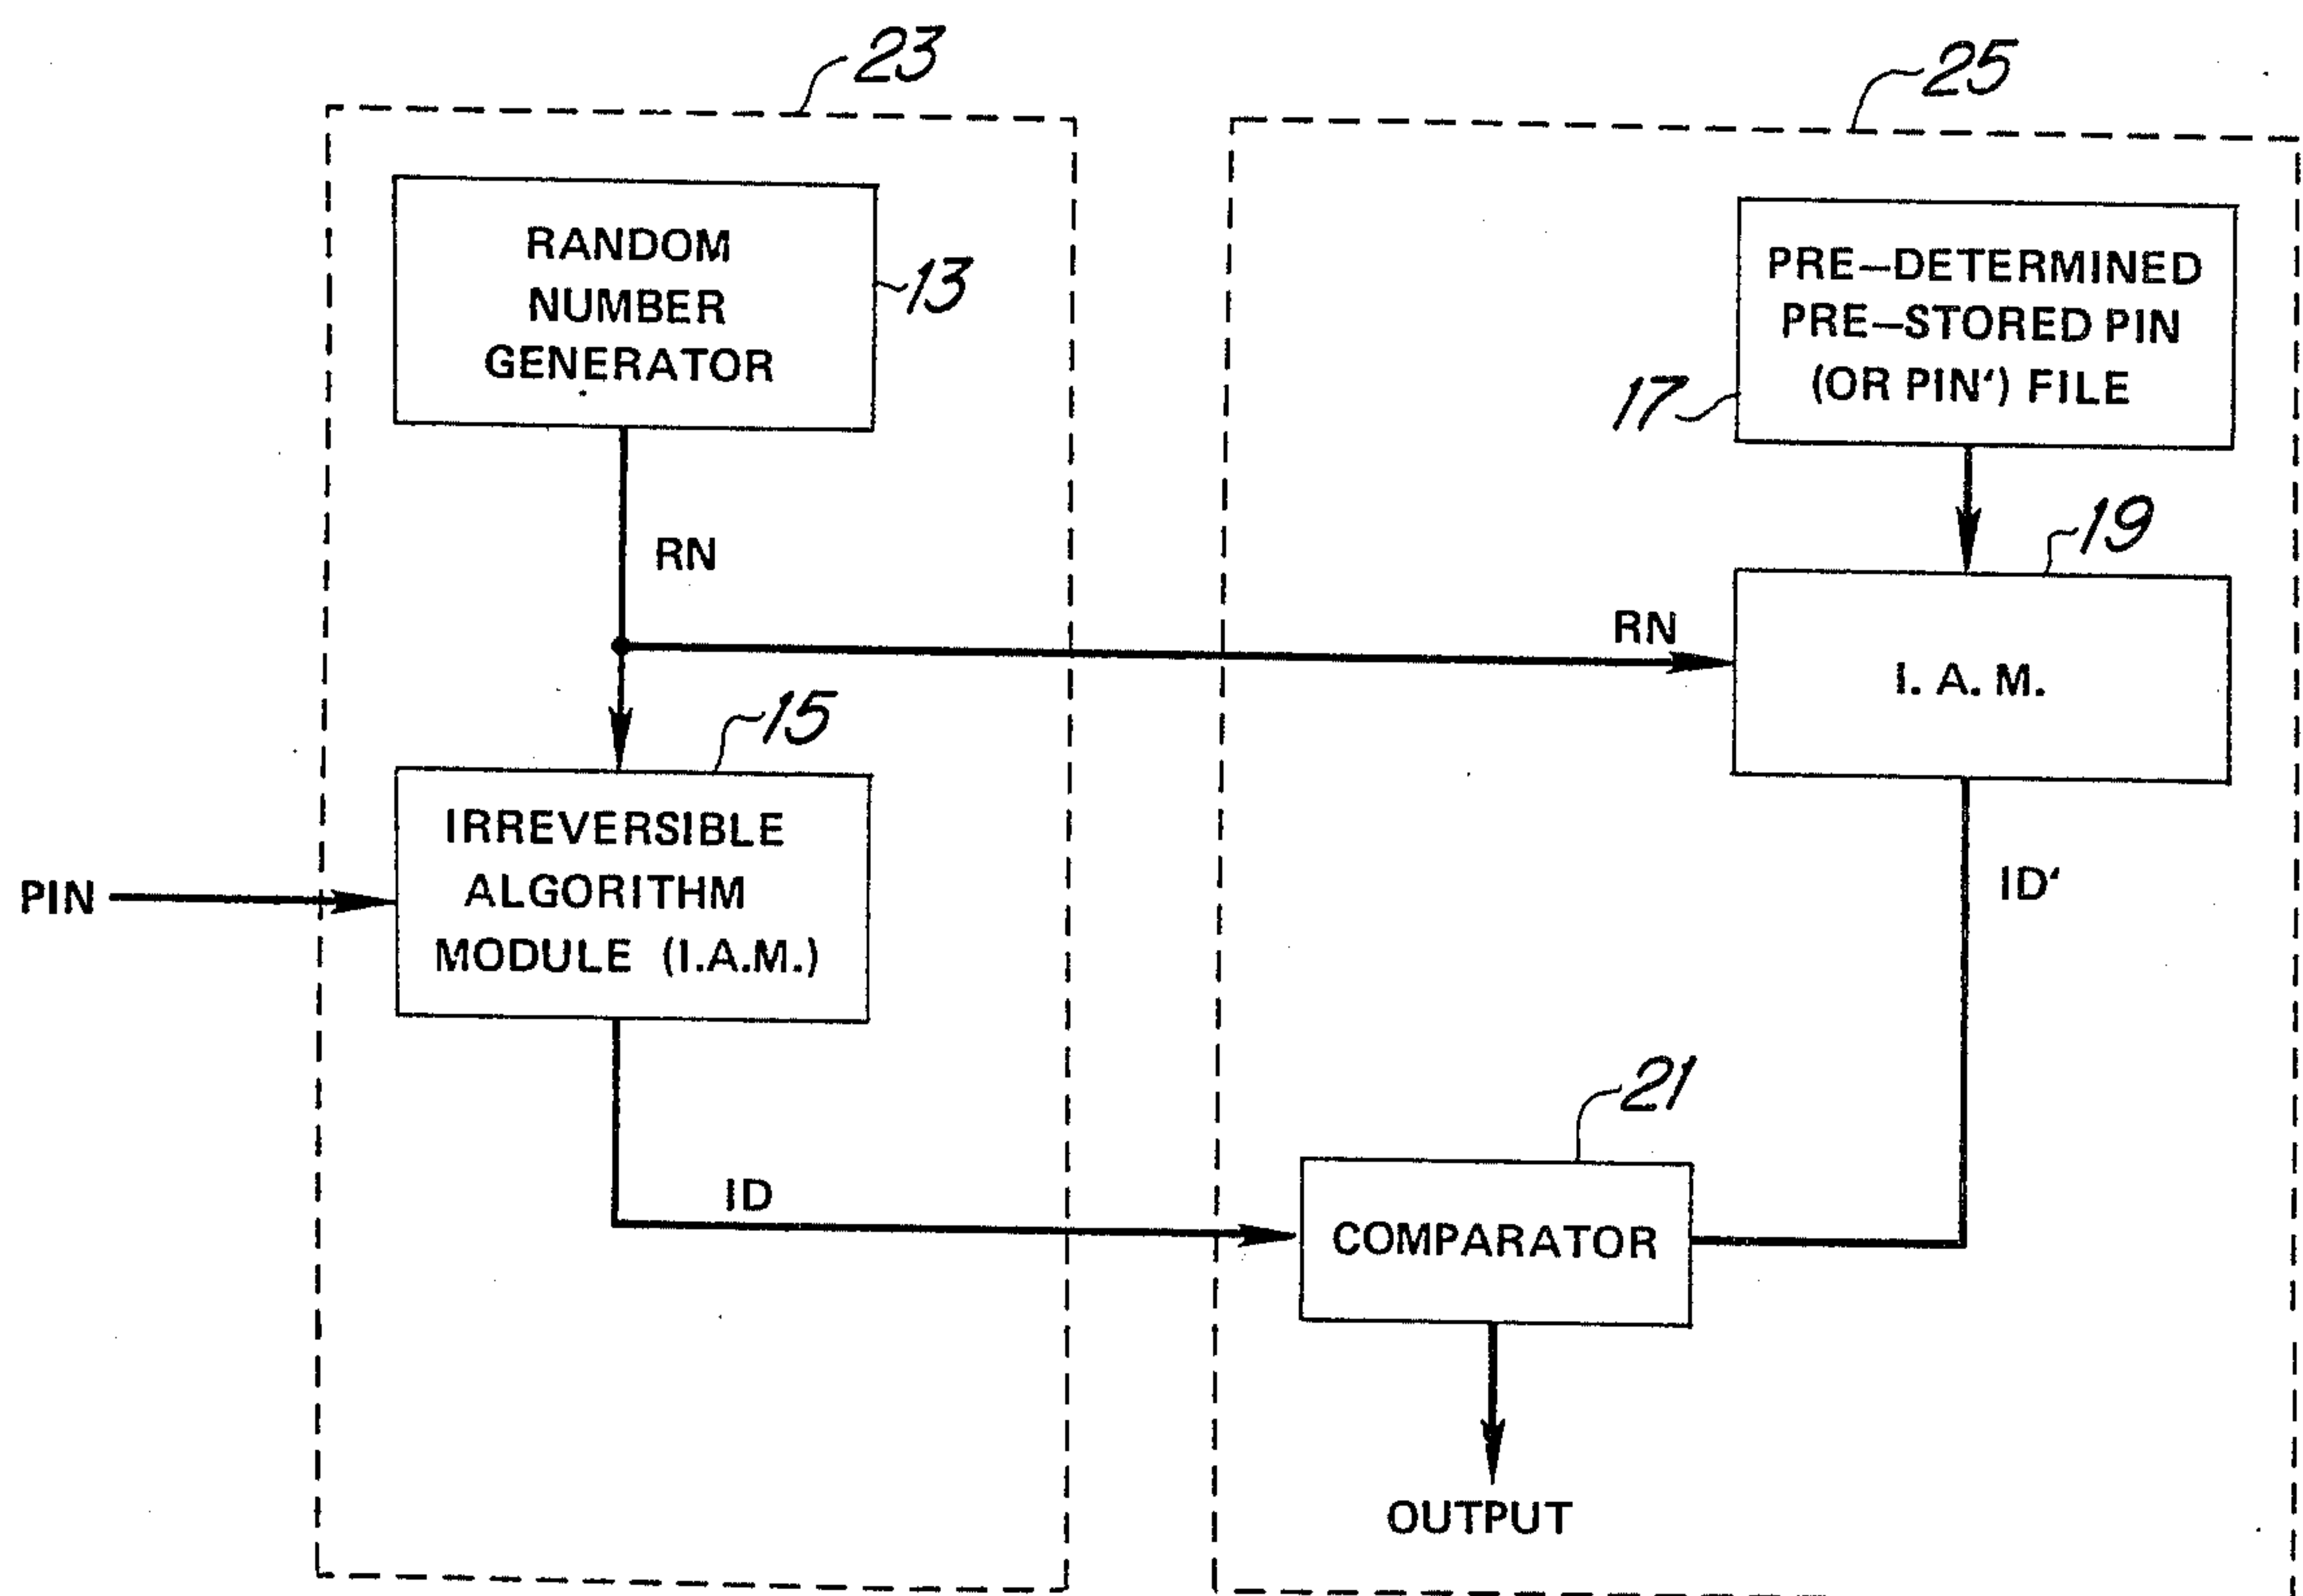 23
25
RANDOM
NUMBER
GENERATOR
13
PRE-DETERMINED
PRE-STORED PIN
(OR PIN') FILE
17
RN
19
RN
I. A. M.
15
IRREVERSIBLE
ALGORITHM
MODULE (I.A.M.)
PIN
ID'
21
ID
COMPARATOR
OUTPUT